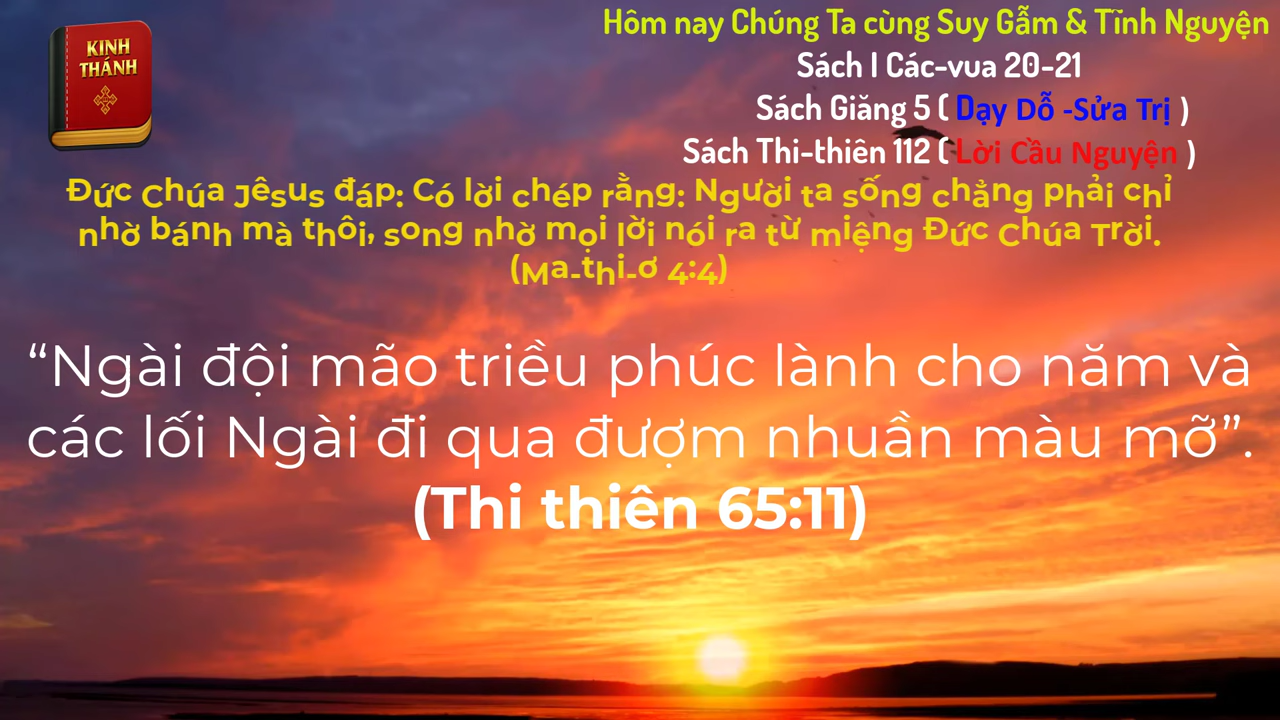 KINH
THÁNH
Hôm nay Chúng Ta cùng Suy Gẫm & Tĩnh Nguyện
Sách I Các-vua 20-21
Sách Giăng 5 ( Dạy Dỗ -Sửa Trị )
Sách Thi-thiên 112 ( Lời Cầu Nguyện )
Đức Chúa Jêsus đáp: Có lời chép rằng: Người ta sống chẳng phải chỉ
nhờ bánh mà thôi, song nhờ mọi lời nói ra từ miệng Đức Chúa Trời.
(Ma-thi-ơ 4:4)
“Ngài đội mão triều phúc lành cho năm và
các lối Ngài đi qua đượm nhuần màu mỡ”.
(Thi thiên 65:11)